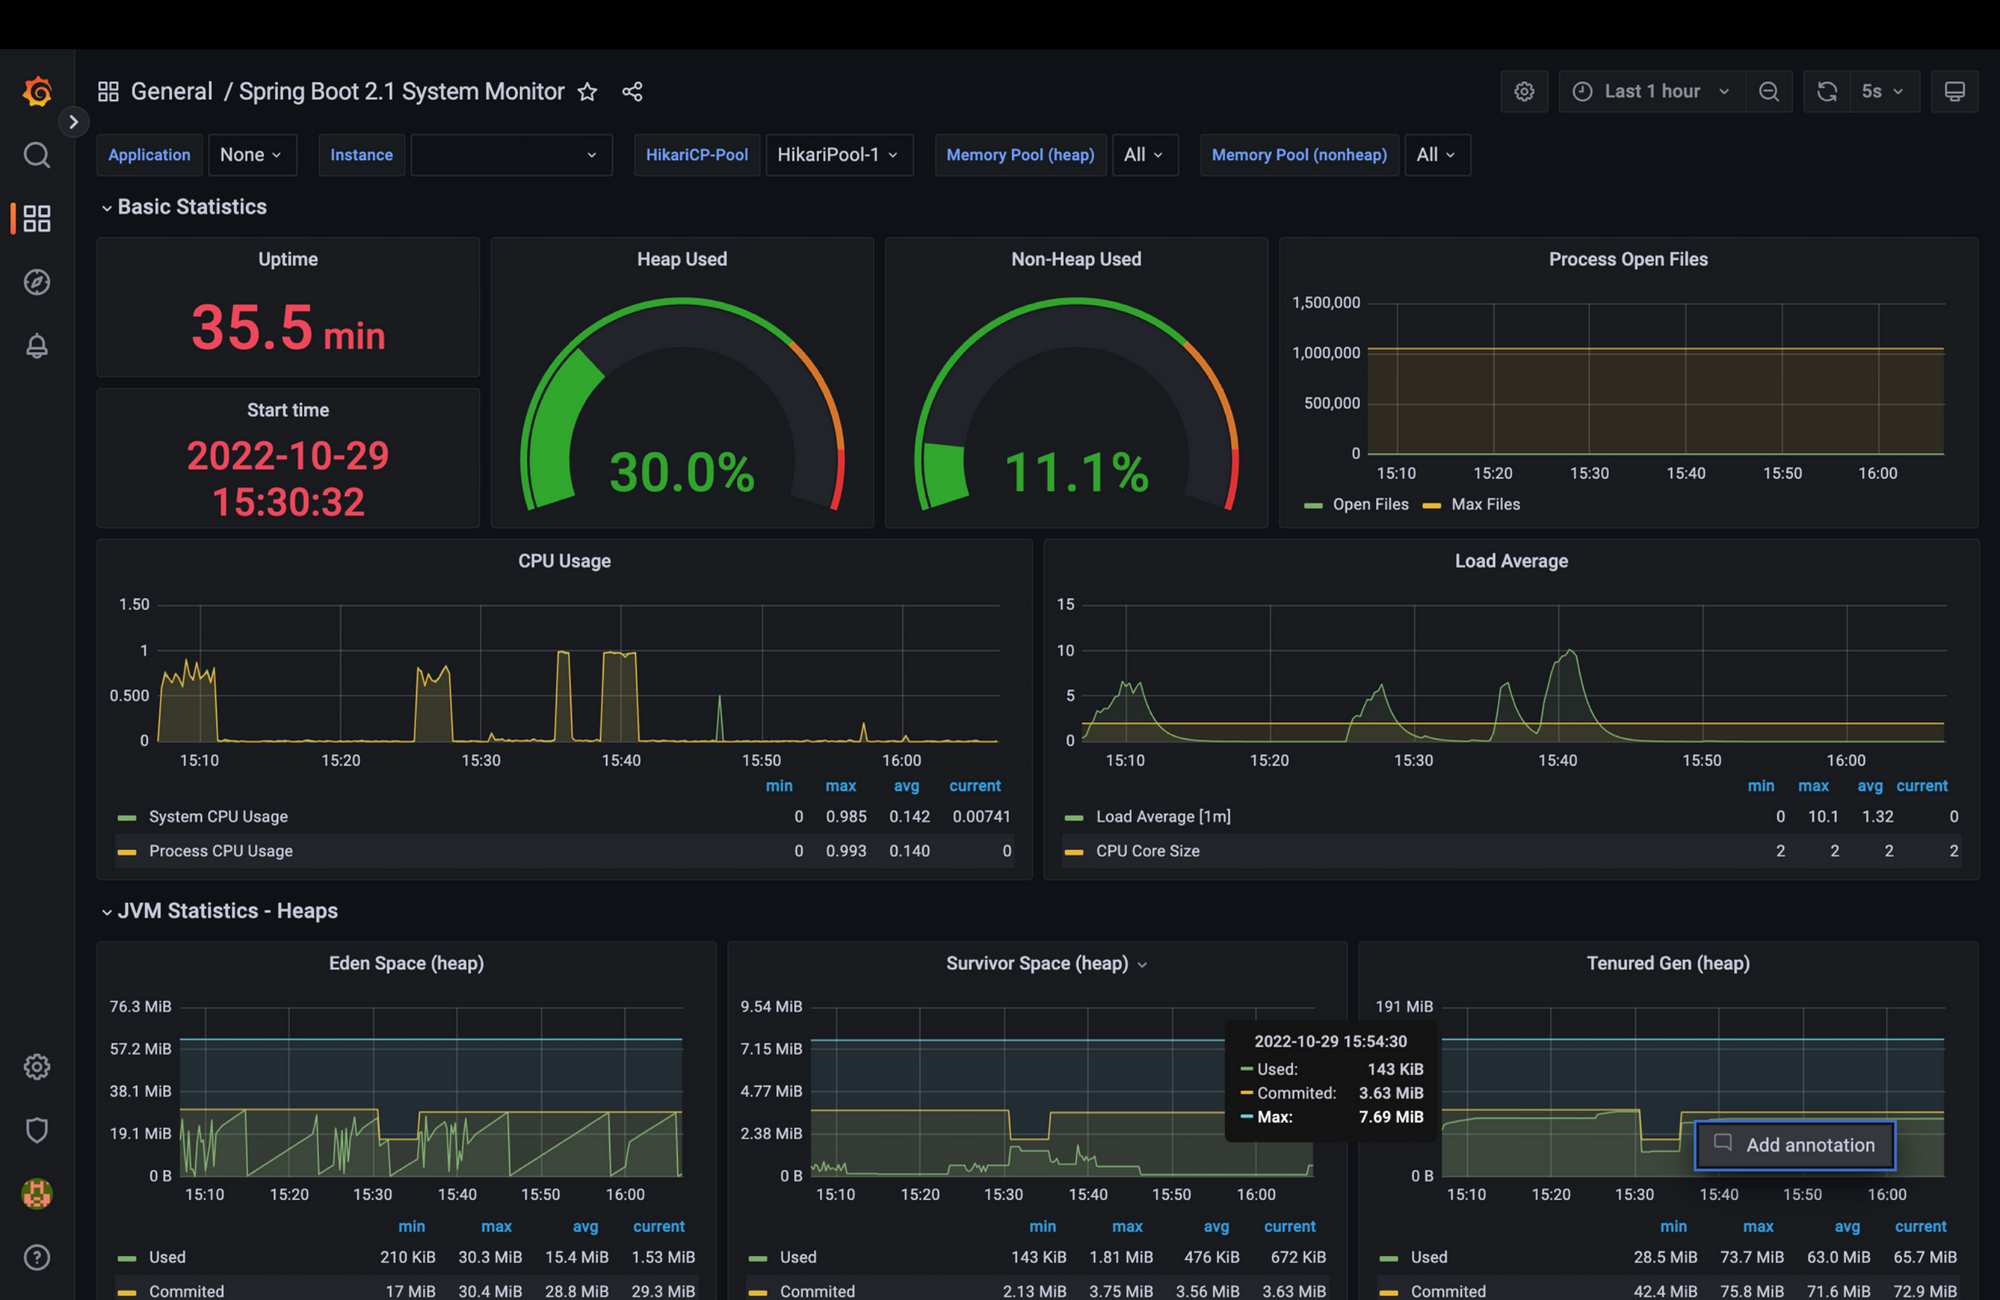 General / Spring Boot 2.1 System Monitor
Last 1 hour
5s
Application None Instance HikariCP-Pool HikariPool-1 Memory Pool (heap) All Memory Pool (nonheap) All
Basic Statistics
Uptime
35.5 min
Start time
2022-10-29
15:30:32
Heap Used
30.0%
Non-Heap Used
11.1%
Process Open Files
1,500,000
1,000,000
500,000
0
15:10 15:20 15:30 15:40 15:50 16:00
Open Files Max Files
CPU Usage
1.50
1
0.500
0
15:10 15:20 15:30 15:40 15:50 16:00
min max avg current
System CPU Usage 0 0.985 0.142 0.00741
Process CPU Usage 0 0.993 0.140 0
Load Average
15
10
5
0
15:10 15:20 15:30 15:40 15:50 16:00
min max avg current
Load Average [1m] 0 10.1 1.32 0
CPU Core Size 2 2 2 2
JVM Statistics - Heaps
Eden Space (heap)
76.3 MiB
57.2 MiB
38.1 MiB
19.1 MiB
0 B
15:10 15:20 15:30 15:40 15:50 16:00
min max avg current
Used 210 KiB 30.3 MiB 15.4 MiB 1.53 MiB
Commited 17 MiB 30.4 MiB 28.8 MiB 29.3 MiB
Survivor Space (heap)
9.54 MiB
7.15 MiB
4.77 MiB
2.38 MiB
0 B
15:10 15:20 15:30 15:40 15:50 16:00
min max avg current
Used 143 KiB 1.81 MiB 476 KiB 672 KiB
Commited 2.13 MiB 3.75 MiB 3.56 MiB 3.63 MiB
2022-10-29 15:54:30
Used: 143 KiB
Commited: 3.63 MiB
Max: 7.69 MiB
Tenured Gen (heap)
191 MiB
0 B
Add annotation
15:10 15:20 15:30 15:40 15:50 16:00
min max avg current
Used 28.5 MiB 73.7 MiB 63.0 MiB 65.7 MiB
Commited 42.4 MiB 75.8 MiB 71.6 MiB 72.9 MiB